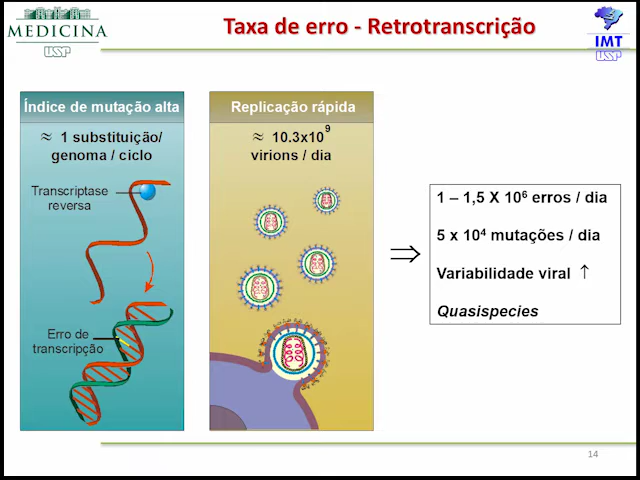 MEDICINA
USP
Taxa de erro - Retrotranscrição
IMT
USP
Índice de mutação alta
≈ 1 substituição/
genoma / ciclo
Transcriptase
reversa
Erro de
transcripção
Replicação rápida
≈ 10.3x10⁹
virions / dia
⇒
1 – 1,5 X 10⁶ erros / dia
5 x 10⁴ mutações / dia
Variabilidade viral ↑
Quasispecies
14